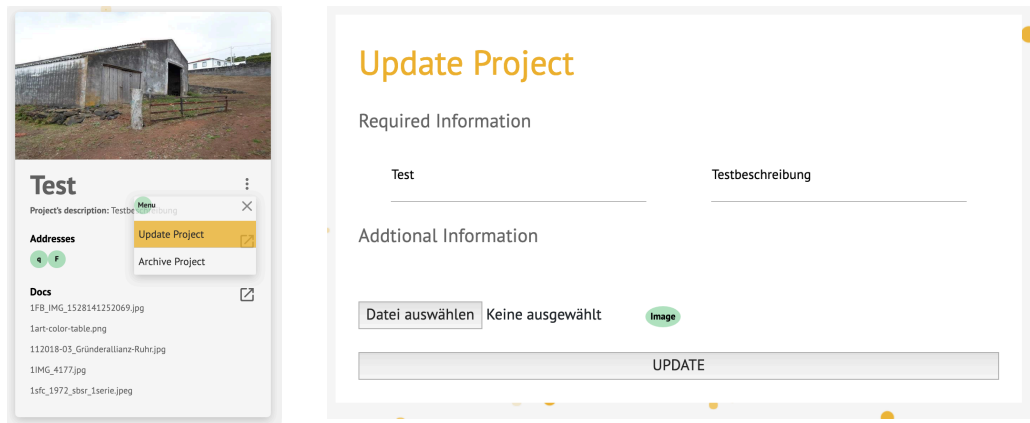 Test
Project's description: Testbeschreibung
Menu
Update Project
Archive Project
Addresses
q F
Docs
1FB_IMG_1528141252069.jpg
1art-color-table.png
112018-03_Gründerallianz-Ruhr.jpg
1IMG_4177.jpg
1sfc_1972_sbsr_1serie.jpeg
Update Project
Required Information
Test Testbeschreibung
Addtional Information
Datei auswählen Keine ausgewählt Image
UPDATE